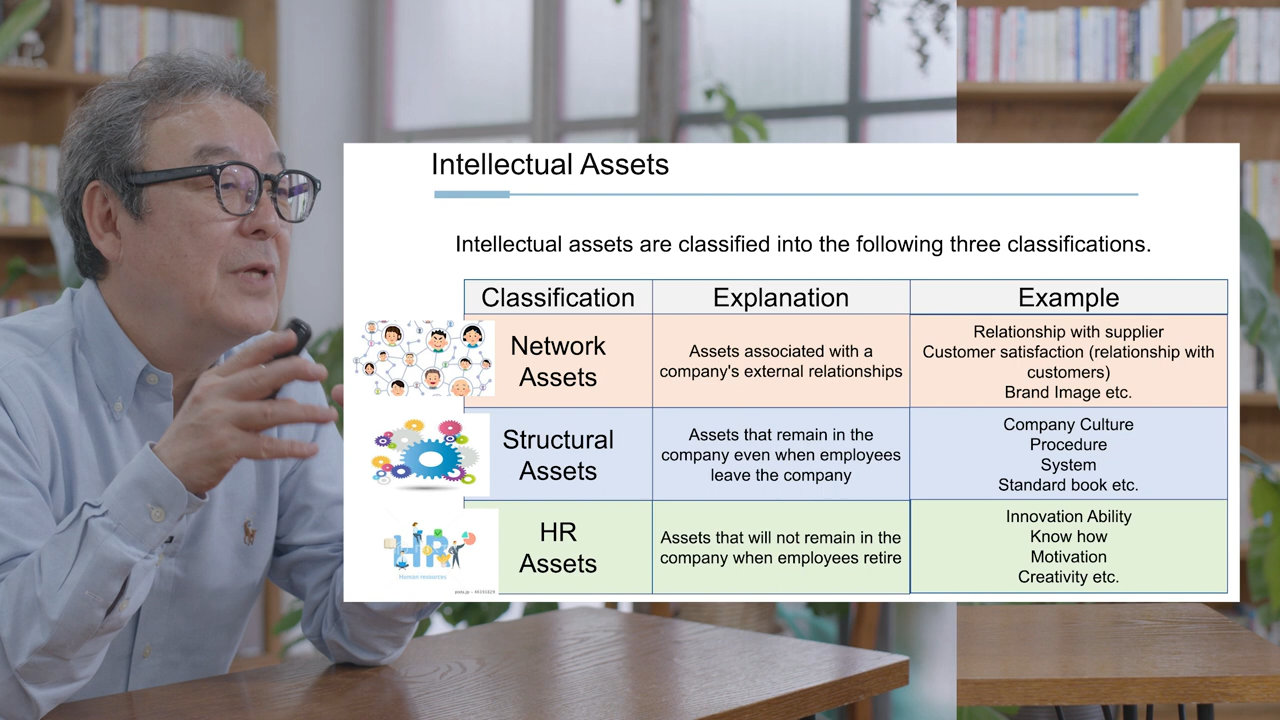 Intellectual Assets
Intellectual assets are classified into the following three classifications.
Classification
Explanation
Example
Network
Assets
Assets associated with a
company's external relationships
Relationship with supplier
Customer satisfaction (relationship with
customers)
Brand Image etc.
Structural
Assets
Assets that remain in the
company even when employees
leave the company
Company Culture
Procedure
System
Standard book etc.
HR
Human resources
HR
Assets
Assets that will not remain in the
company when employees retire
Innovation Ability
Know how
Motivation
Creativity etc.